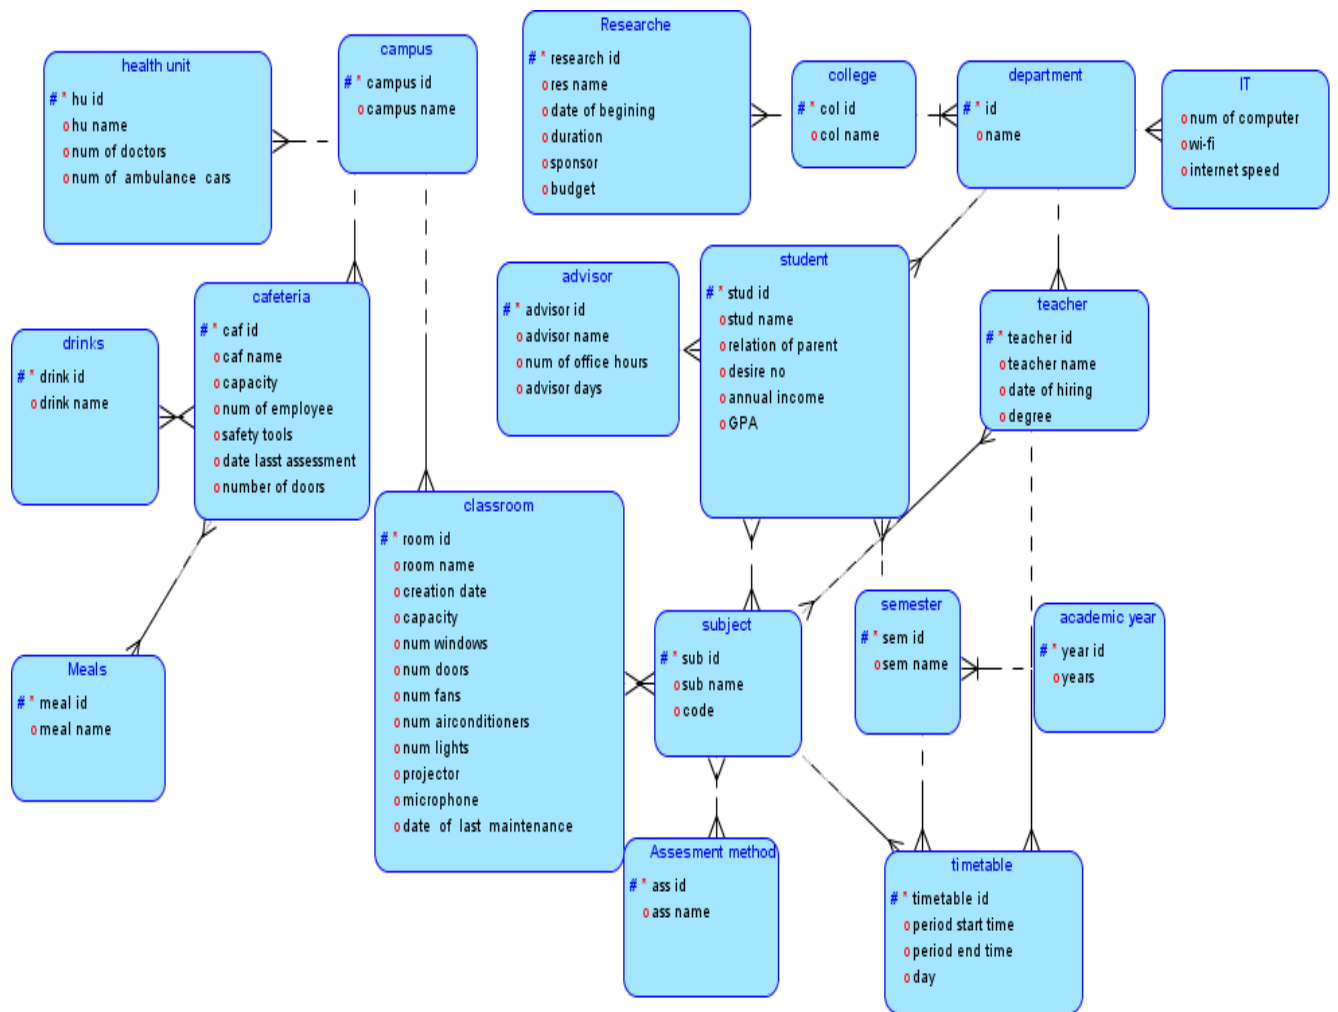 health unit
# * hu id
o hu name
o num of doctors
o num of ambulance cars
campus
# * campus id
o campus name
Researche
# * research id
o res name
o date of begining
o duration
o sponsor
o budget
college
# * col id
o col name
department
# * id
o name
IT
o num of computer
o wi-fi
o internet speed
drinks
# * drink id
o drink name
cafeteria
# * caf id
o caf name
o capacity
o num of employee
o safety tools
o date lasst assessment
o number of doors
advisor
# * advisor id
o advisor name
o num of office hours
o advisor days
student
# * stud id
o stud name
o relation of parent
o desire no
o annual income
o GPA
teacher
# * teacher id
o teacher name
o date of hiring
o degree
Meals
# * meal id
o meal name
classroom
# * room id
o room name
o creation date
o capacity
o num windows
o num doors
o num fans
o num airconditioners
o num lights
o projector
o microphone
o date of last maintenance
subject
# * sub id
o sub name
o code
semester
# * sem id
o sem name
academic year
# * year id
o years
Assesment method
# * ass id
o ass name
timetable
# * timetable id
o period start time
o period end time
o day